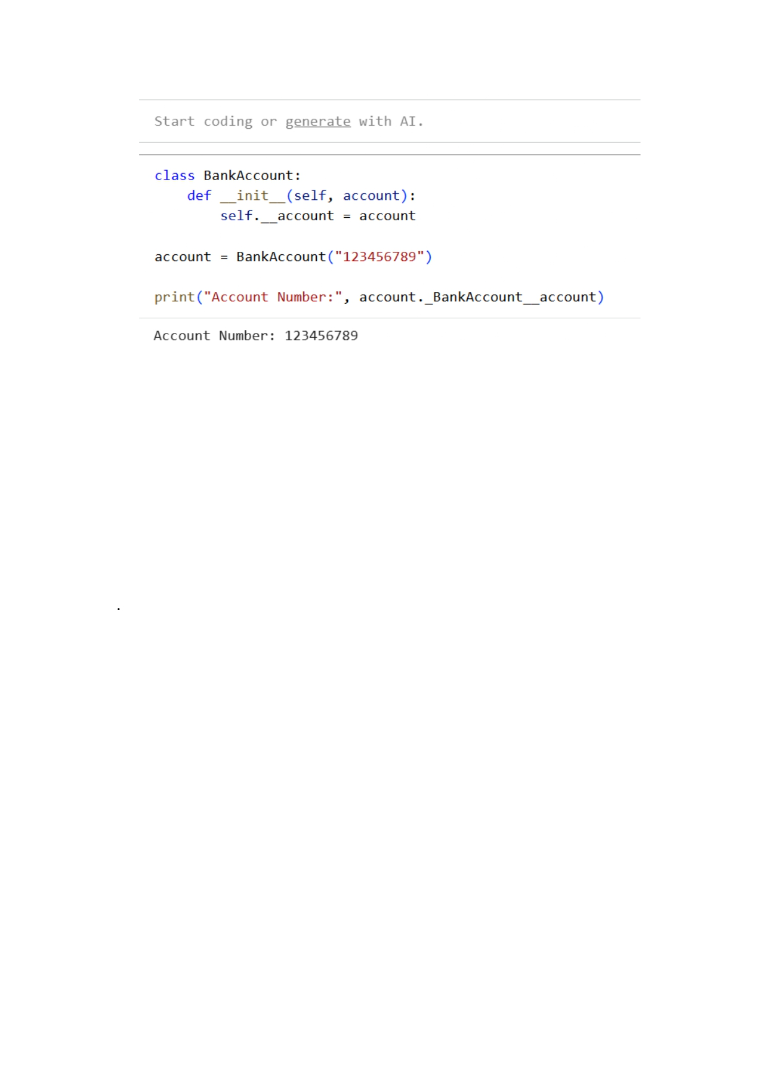 Start coding or generate with AI.
class BankAccount:
    def __init__(self, account):
        self.__account = account
account = BankAccount("123456789")
print("Account Number:", account._BankAccount__account)
Account Number: 123456789
.